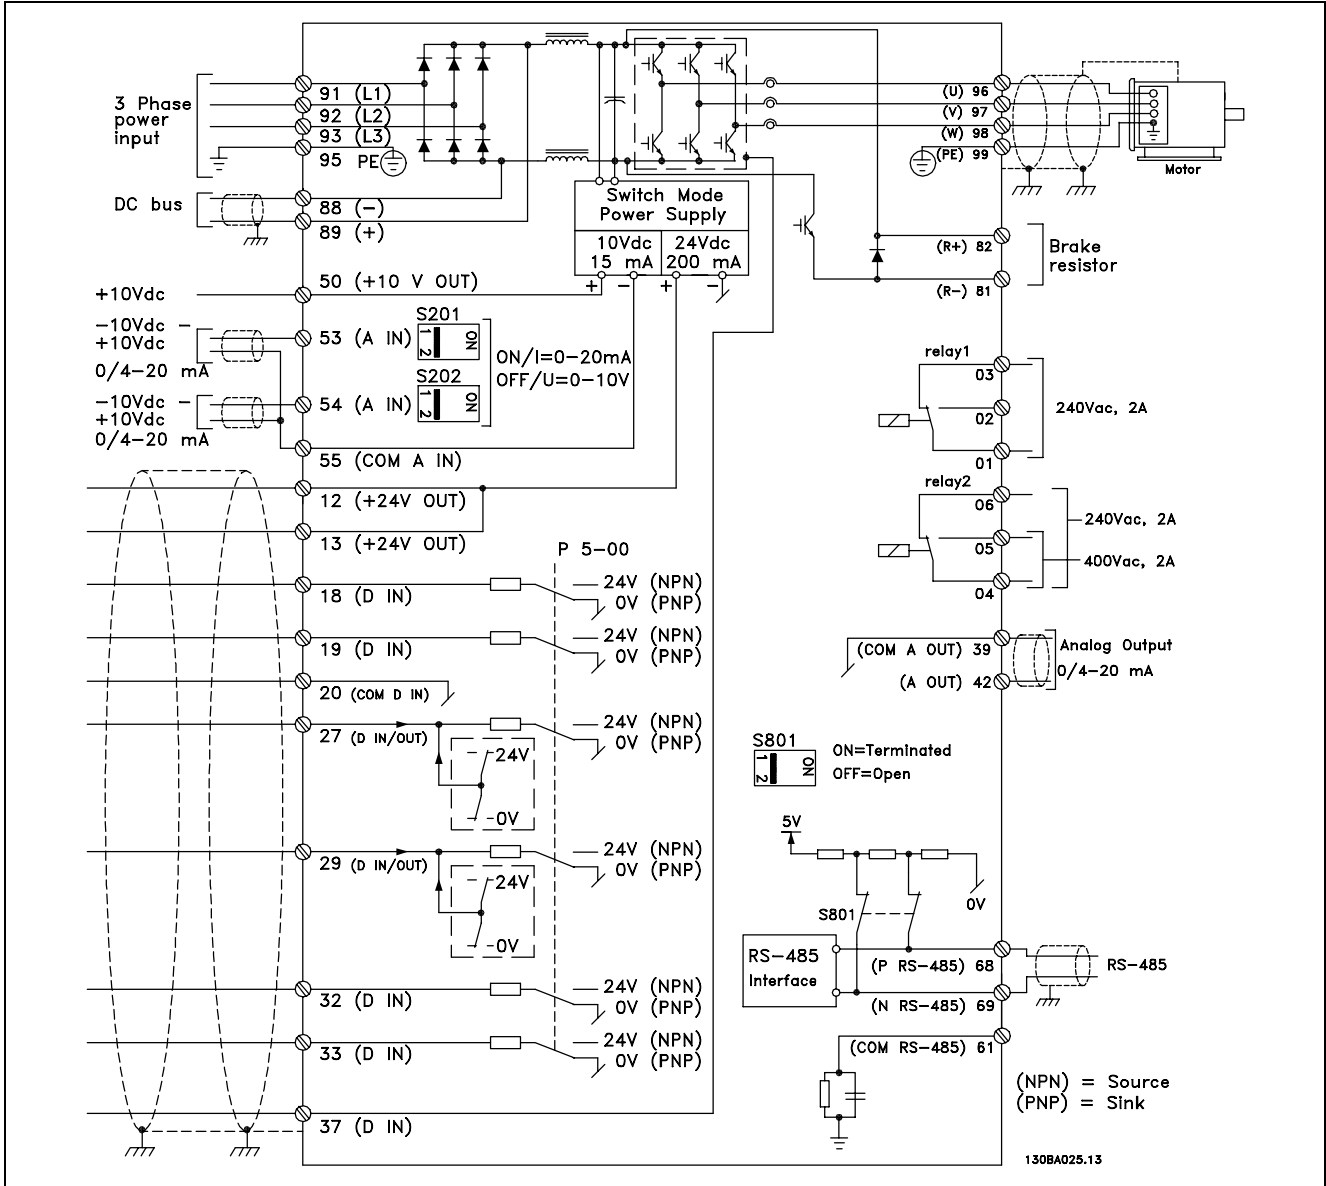 3 Phase
power
input
91 (L1)
92 (L2)
93 (L3)
95 PE
DC bus
88 (−)
89 (+)
+10Vdc
50 (+10 V OUT)
−10Vdc −
+10Vdc
0/4−20 mA
53 (A IN)
S201
1
2
ON
ON/I=0−20mA
OFF/U=0−10V
S202
1
2
ON
−10Vdc −
+10Vdc
0/4−20 mA
54 (A IN)
55 (COM A IN)
12 (+24V OUT)
13 (+24V OUT)
P 5-00
18 (D IN)
24V (NPN)
0V (PNP)
19 (D IN)
24V (NPN)
0V (PNP)
20 (COM D IN)
27 (D IN/OUT)
24V (NPN)
0V (PNP)
24V
0V
29 (D IN/OUT)
24V (NPN)
0V (PNP)
24V
0V
32 (D IN)
24V (NPN)
0V (PNP)
33 (D IN)
24V (NPN)
0V (PNP)
37 (D IN)
Switch Mode
Power Supply
10Vdc
15 mA
24Vdc
200 mA
+ − + −
(U) 96
(V) 97
(W) 98
(PE) 99
Motor
(R+) 82
(R−) 81
Brake
resistor
relay1
03
02
01
240Vac, 2A
relay2
06
05
04
240Vac, 2A
400Vac, 2A
(COM A OUT) 39
(A OUT) 42
Analog Output
0/4−20 mA
S801
1
2
ON
ON=Terminated
OFF=Open
5V
0V
S801
RS-485
Interface
(P RS-485) 68
(N RS-485) 69
RS-485
(COM RS-485) 61
(NPN) = Source
(PNP) = Sink
130BA025.13